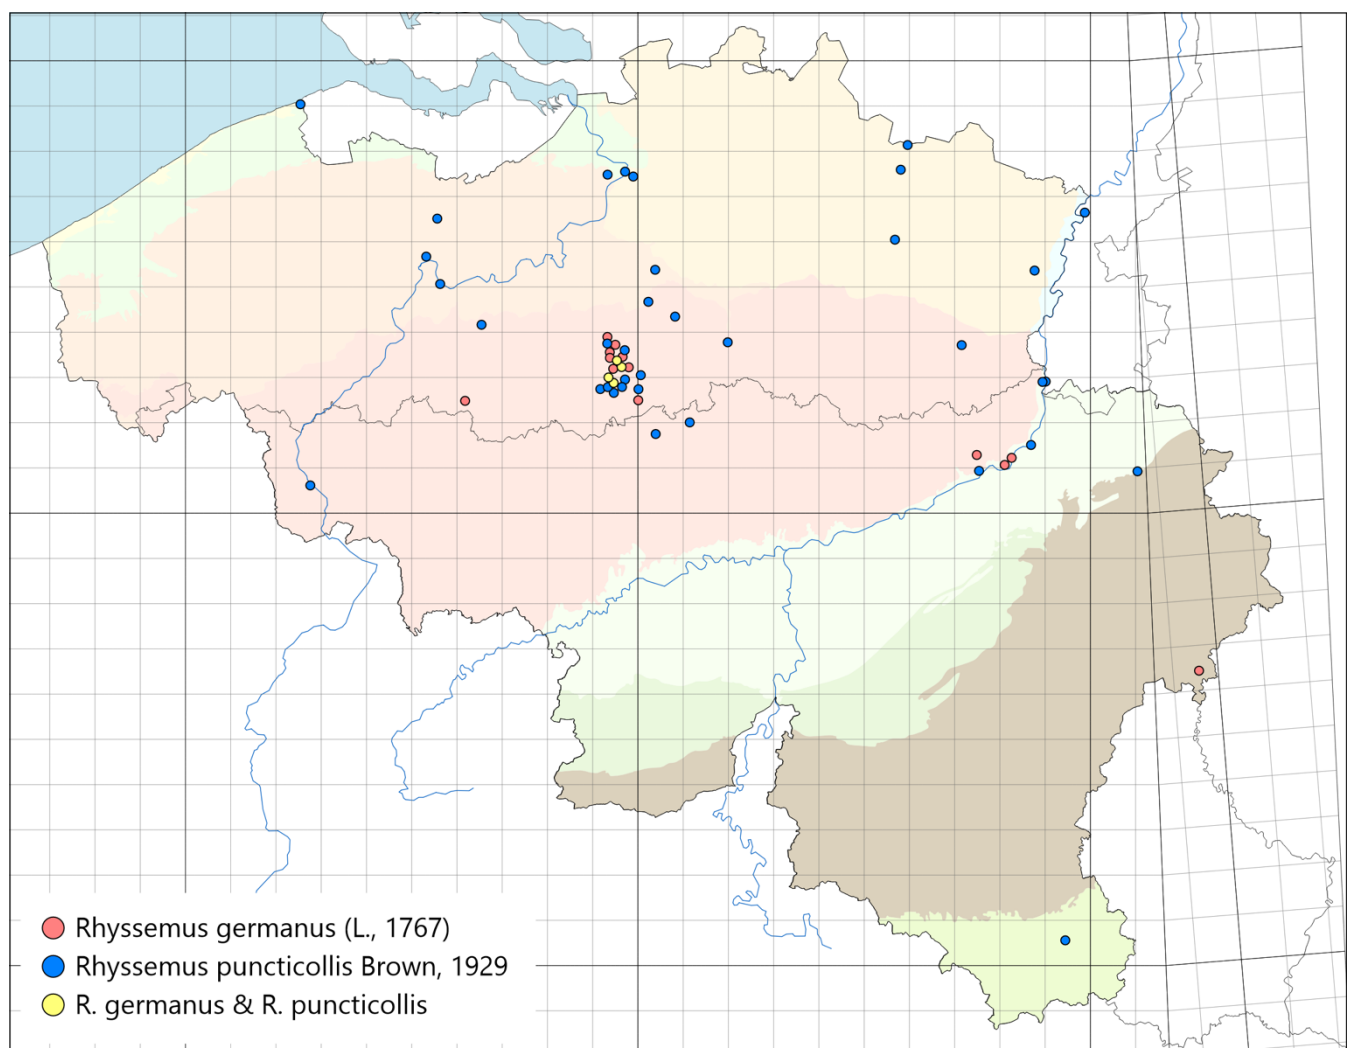 Rhyssemus germanus (L., 1767)
Rhyssemus puncticollis Brown, 1929
R. germanus & R. puncticollis